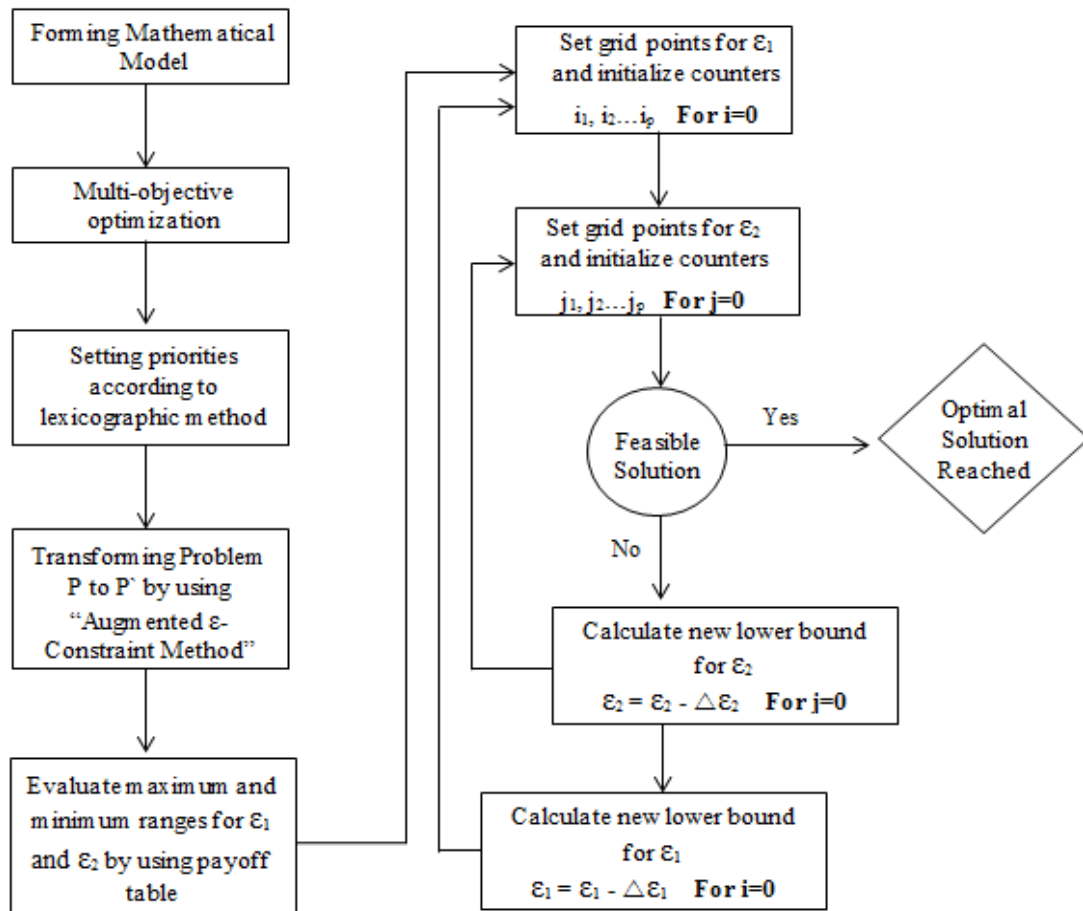 Forming Mathematical
Model
Multi-objective
optimization
Setting priorities
according to
lexicographic method
Transforming Problem
P to P` by using
“Augmented ε-
Constraint Method”
Evaluate maximum and
minimum ranges for ε₁
and ε₂ by using payoff
table
Set grid points for ε₁
and initialize counters
i₁, i₂…iₚ For i=0
Set grid points for ε₂
and initialize counters
j₁, j₂…jₚ For j=0
Feasible
Solution
Yes
Optimal
Solution
Reached
No
Calculate new lower bound
for ε₂
ε₂ = ε₂ - △ε₂ For j=0
Calculate new lower bound
for ε₁
ε₁ = ε₁ - △ε₁ For i=0